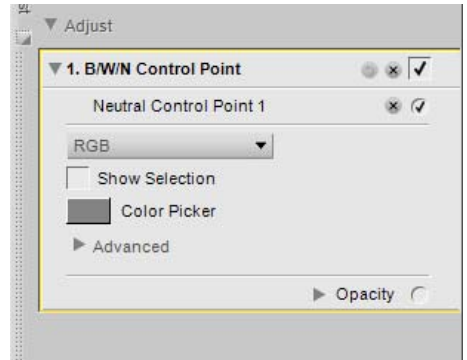 Adjust
1. B/W/N Control Point
Neutral Control Point 1
RGB
Show Selection
Color Picker
Advanced
Opacity